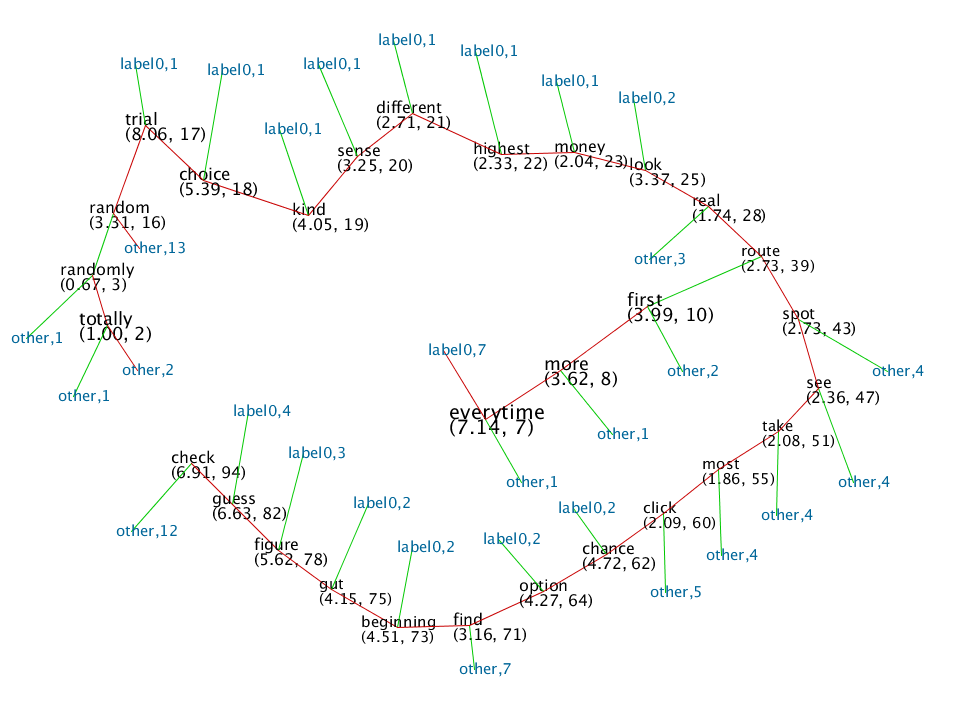 label0,1
label0,1
label0,1
label0,1
label0,1
label0,1
label0,2
label0,1
different
(2.71, 21)
trial
(8.06, 17)
sense
(3.25, 20)
highest
(2.33, 22)
money
(2.04, 23)
look
(3.37, 25)
choice
(5.39, 18)
kind
(4.05, 19)
random
(3.31, 16)
real
(1.74, 28)
other,13
route
(2.73, 39)
other,3
randomly
(0.67, 3)
first
(3.99, 10)
spot
(2.73, 43)
totally
(1.00, 2)
other,1
label0,7
more
(3.62, 8)
other,2
other,2
other,4
see
(2.36, 47)
other,1
everytime
(7.14, 7)
label0,4
other,1
take
(2.08, 51)
label0,3
check
(6.91, 94)
most
(1.86, 55)
other,1
other,4
guess
(6.63, 82)
label0,2
label0,2
click
(2.09, 60)
other,4
other,12
label0,2
figure
(5.62, 78)
label0,2
chance
(4.72, 62)
other,4
gut
(4.15, 75)
option
(4.27, 64)
other,5
beginning
(4.51, 73)
find
(3.16, 71)
other,7